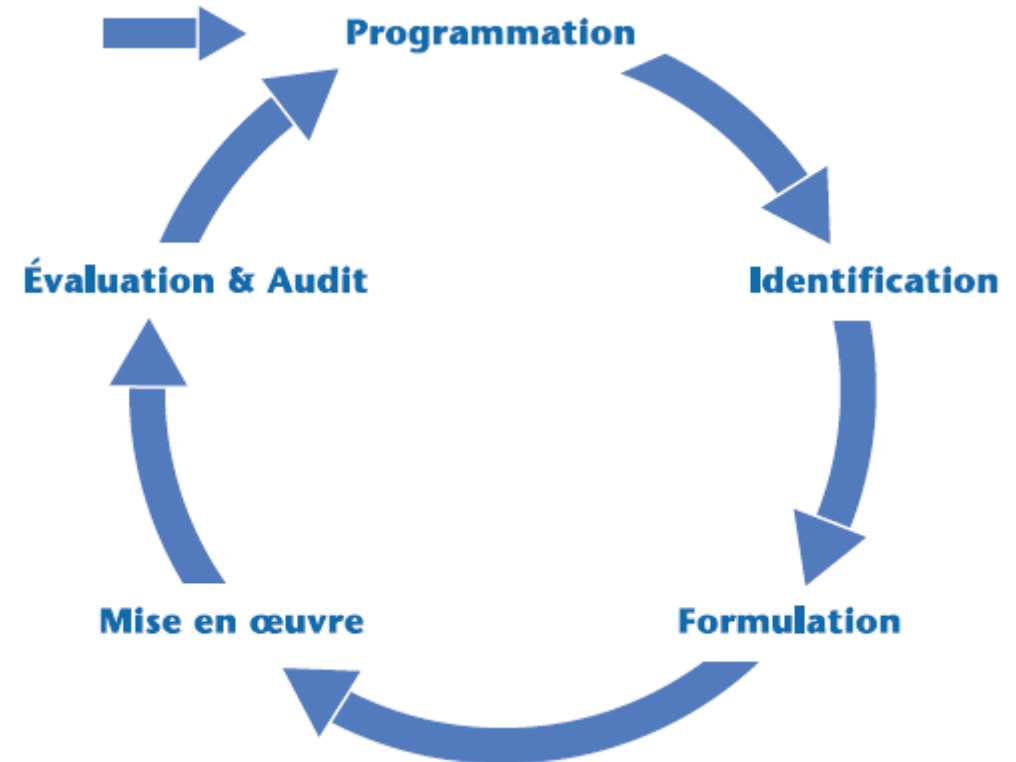 Programmation
Identification
Formulation
Mise en œuvre
Évaluation & Audit